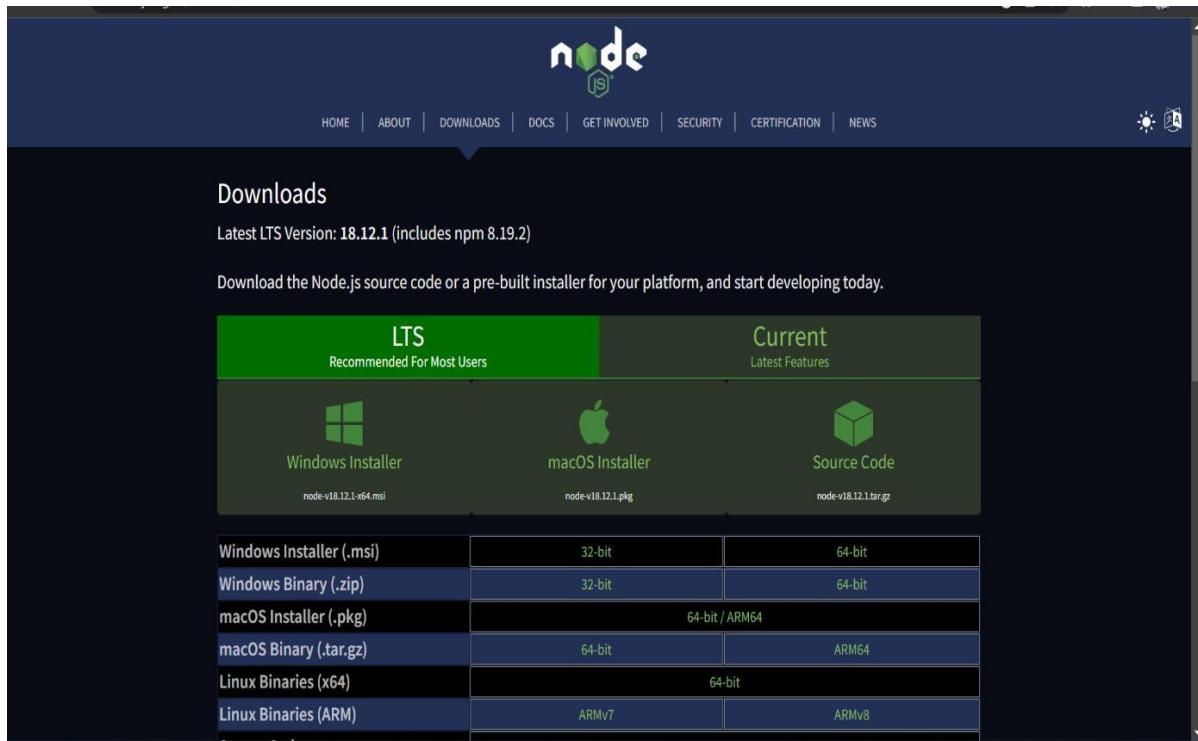 node
JS
HOME | ABOUT | DOWNLOADS | DOCS | GET INVOLVED | SECURITY | CERTIFICATION | NEWS
Downloads
Latest LTS Version: 18.12.1 (includes npm 8.19.2)
Download the Node.js source code or a pre-built installer for your platform, and start developing today.
LTS Current
Recommended For Most Users Latest Features
Windows Installer macOS Installer Source Code
node-v18.12.1-x64.msi node-v18.12.1.pkg node-v18.12.1.tar.gz
Windows Installer (.msi) 32-bit 64-bit
Windows Binary (.zip) 32-bit 64-bit
macOS Installer (.pkg) 64-bit / ARM64
macOS Binary (.tar.gz) 64-bit ARM64
Linux Binaries (x64) 64-bit
Linux Binaries (ARM) ARMv7 ARMv8